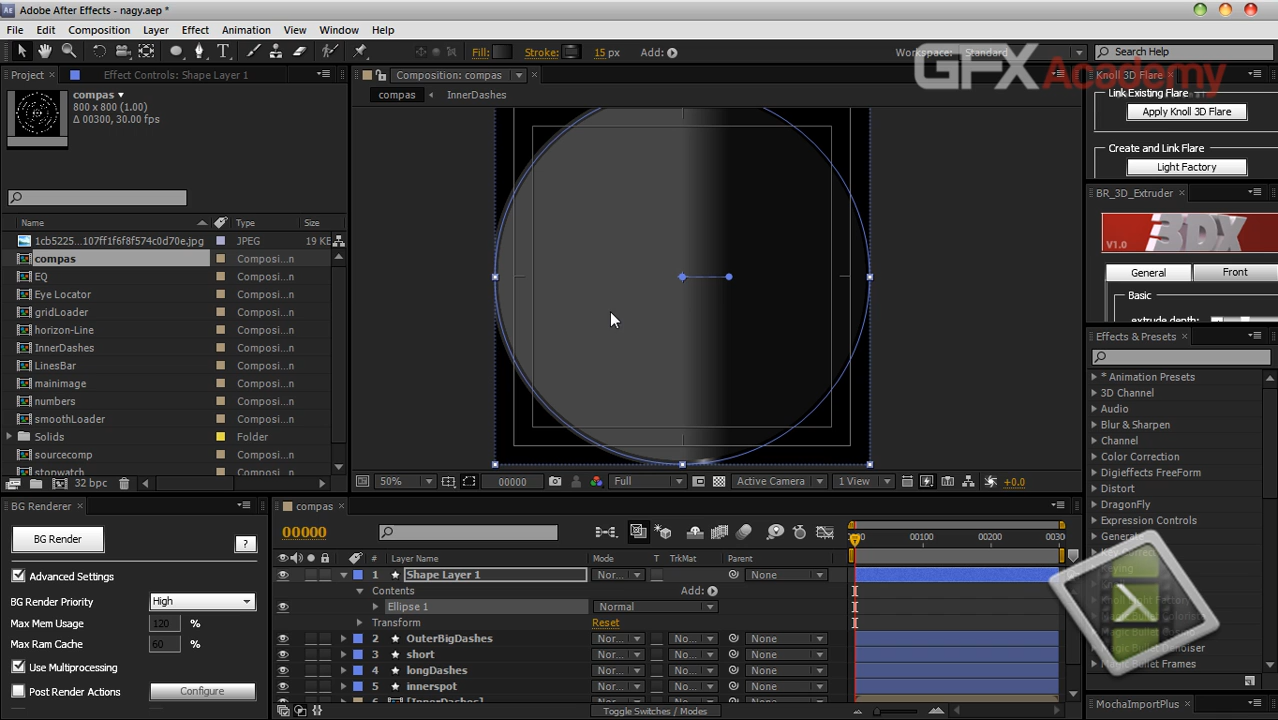 Adobe After Effects - nagy.aep *
File Edit Composition Layer Effect Animation View Window Help
Fill: Stroke: 15 px Add: Workspace: Standard Search Help
GFX Academy
Project Effect Controls: Shape Layer 1 Composition: compas Knoll 3D Flare
compas
800 x 800 (1.00)
Δ 00300, 30.00 fps
compas InnerDashes
Link Existing Flare
Apply Knoll 3D Flare
Create and Link Flare
Light Factory
BR_3D_Extruder
V1.0 3DX
General Front
Basic
extrude depth:
Name Type Size
1cb5225...107ff1f6f8f574c0d70e.jpg JPEG 19 KB
compas Composi...n
EQ Composi...n
Eye Locator Composi...n
gridLoader Composi...n
horizon-Line Composi...n
InnerDashes Composi...n
LinesBar Composi...n
mainimage Composi...n
numbers Composi...n
smoothLoader Composi...n
Solids Folder
sourcecomp Composi...n
stopwatch Composi...n
32 bpc
50% 00000 Full Active Camera 1 View +0.0
Effects & Presets
* Animation Presets
3D Channel
Audio
Blur & Sharpen
Channel
Color Correction
Digieffects FreeForm
Distort
DragonFly
Expression Controls
Generate
Keying
Magic Bullet Frames
MochaImportPlus
BG Renderer
BG Render ?
Advanced Settings
BG Render Priority High
Max Mem Usage 120 %
Max Ram Cache 60 %
Use Multiprocessing
Post Render Actions Configure
compas
00000
00100 00200 0030
# Layer Name Mode T TrkMat Parent
1 Shape Layer 1 Nor... None
Contents Add:
Ellipse 1 Normal
Transform Reset
2 OuterBigDashes Nor... No... None
3 short Nor... No... None
4 longDashes Nor... No... None
5 innerspot Nor... No... None
6 [InnerDashes] Nor... No... None
Toggle Switches / Modes